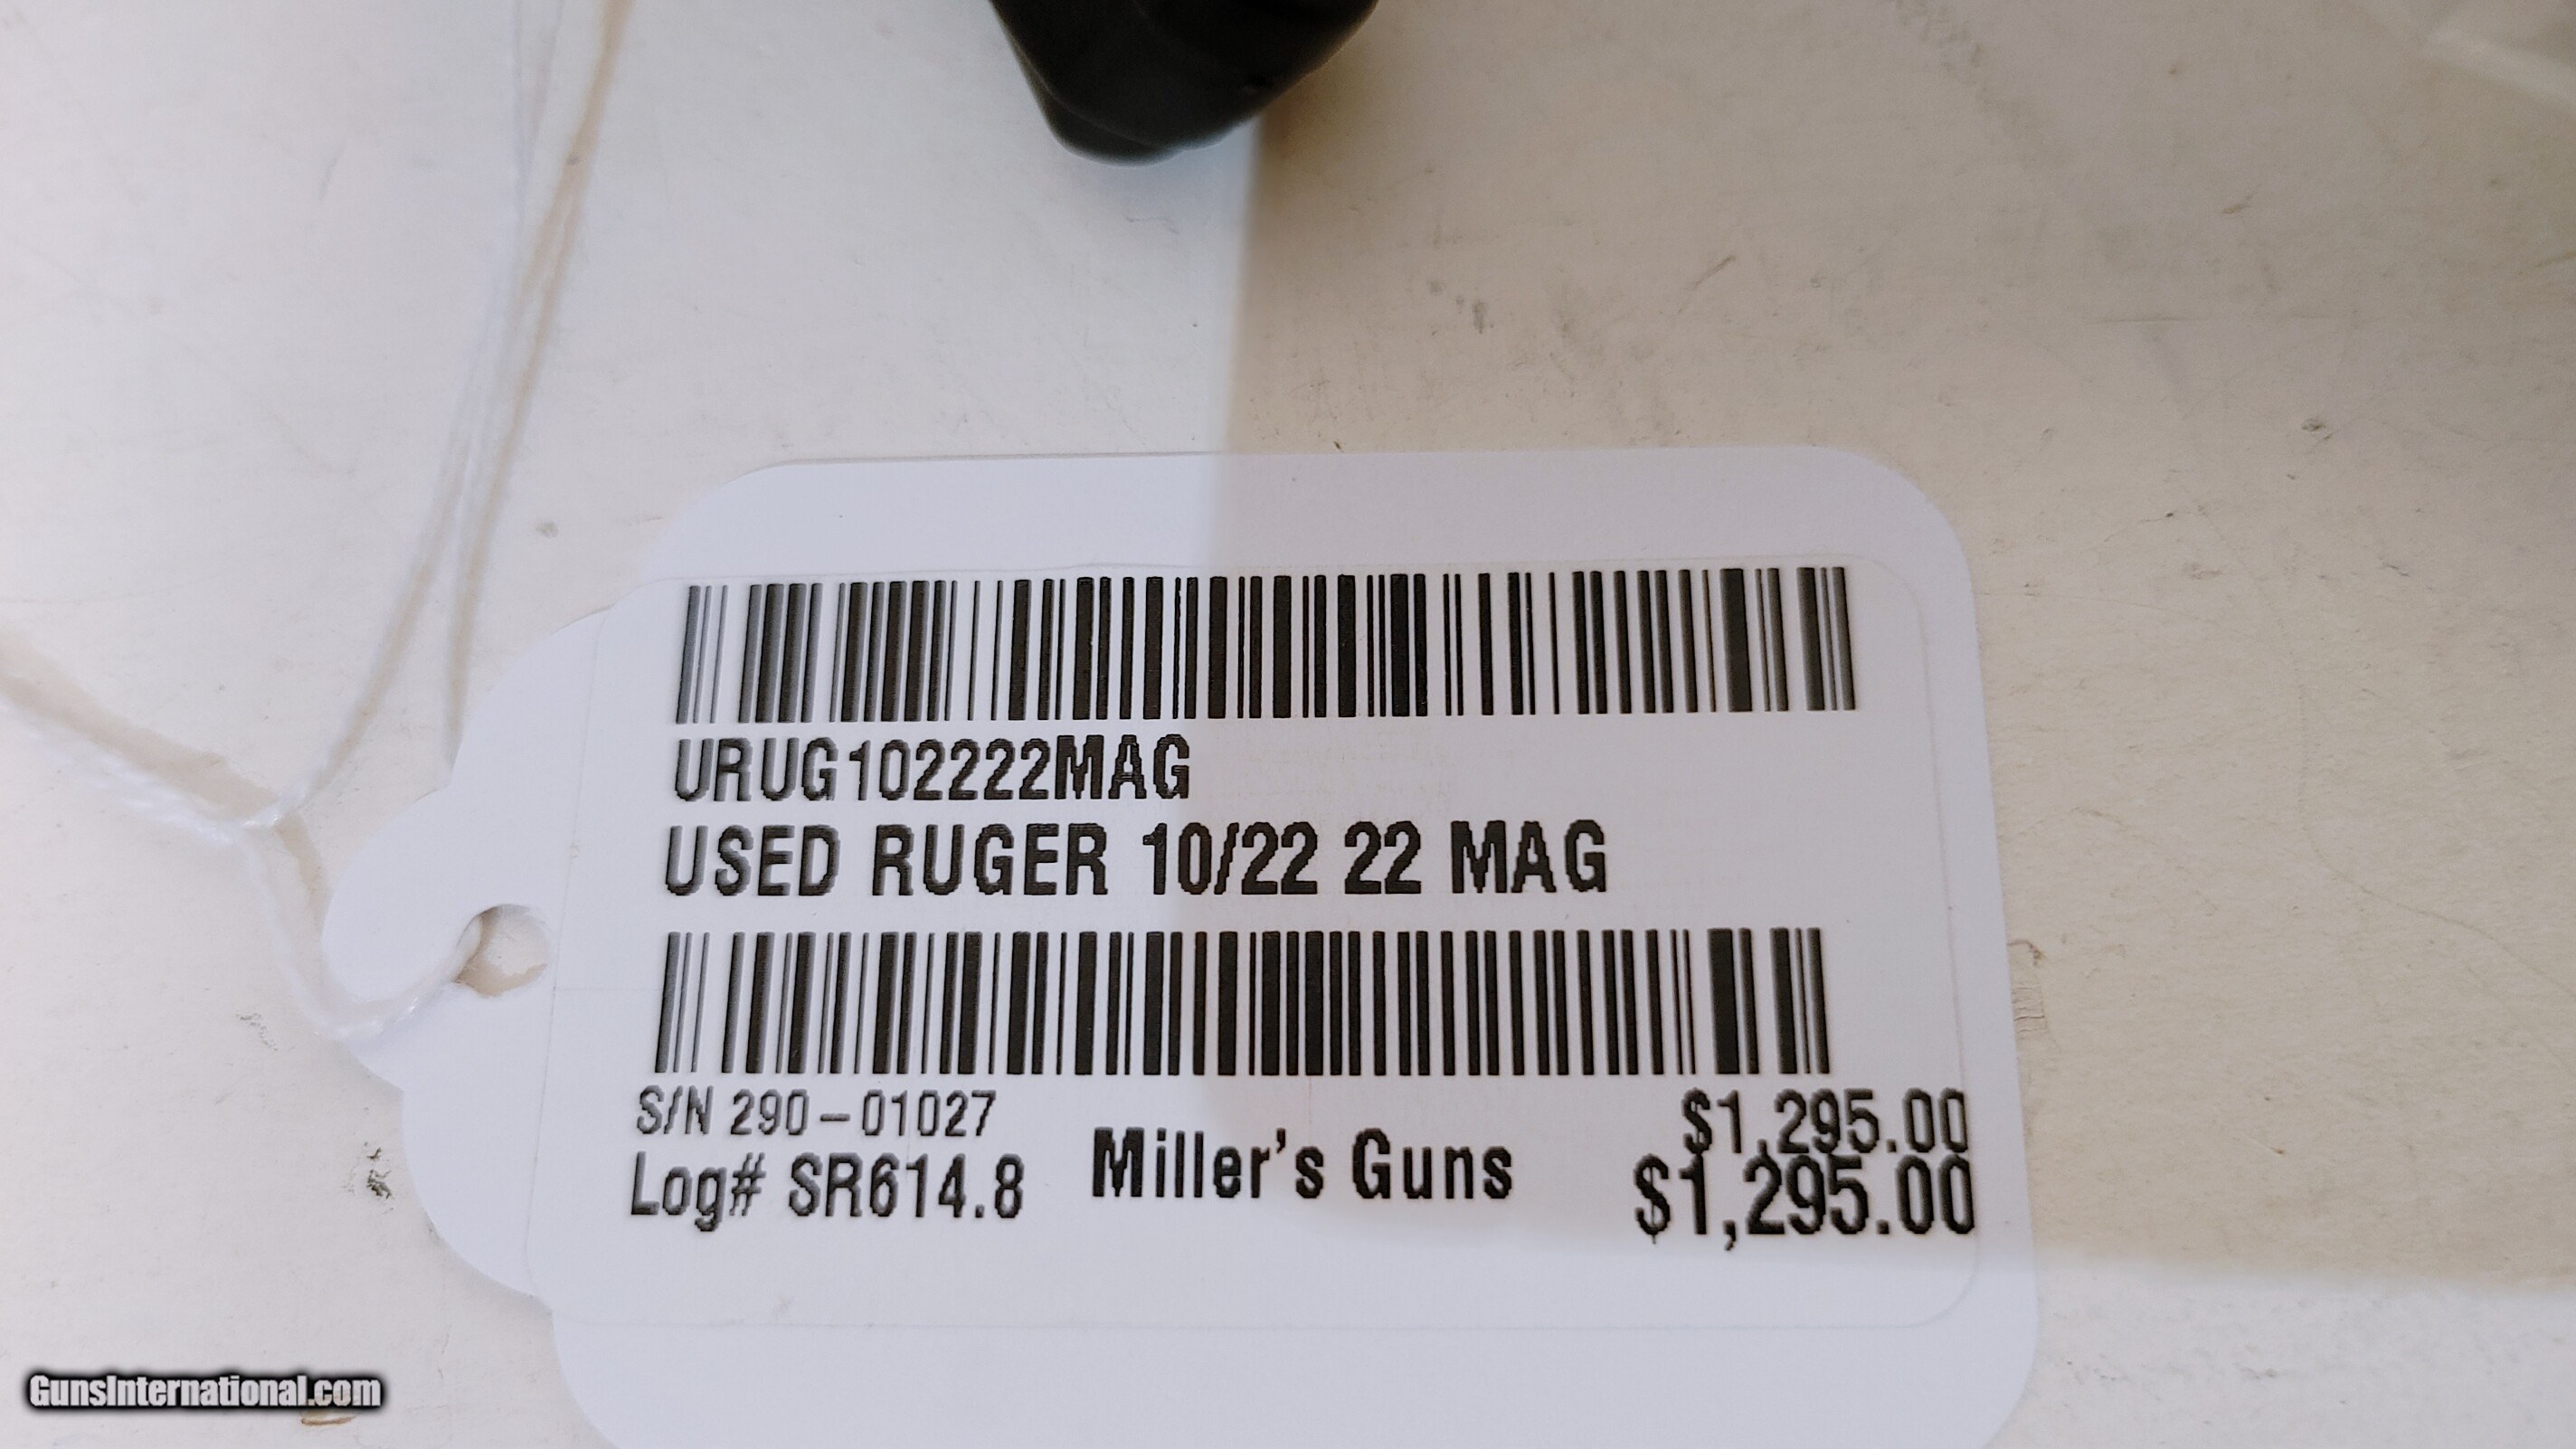 URUG102222MAG
USED RUGER 10/22 22 MAG
S/N 290-01027
$1,295.00
Log# SR614.8
Miller's Guns
$1,295.00
GunsInternational.com